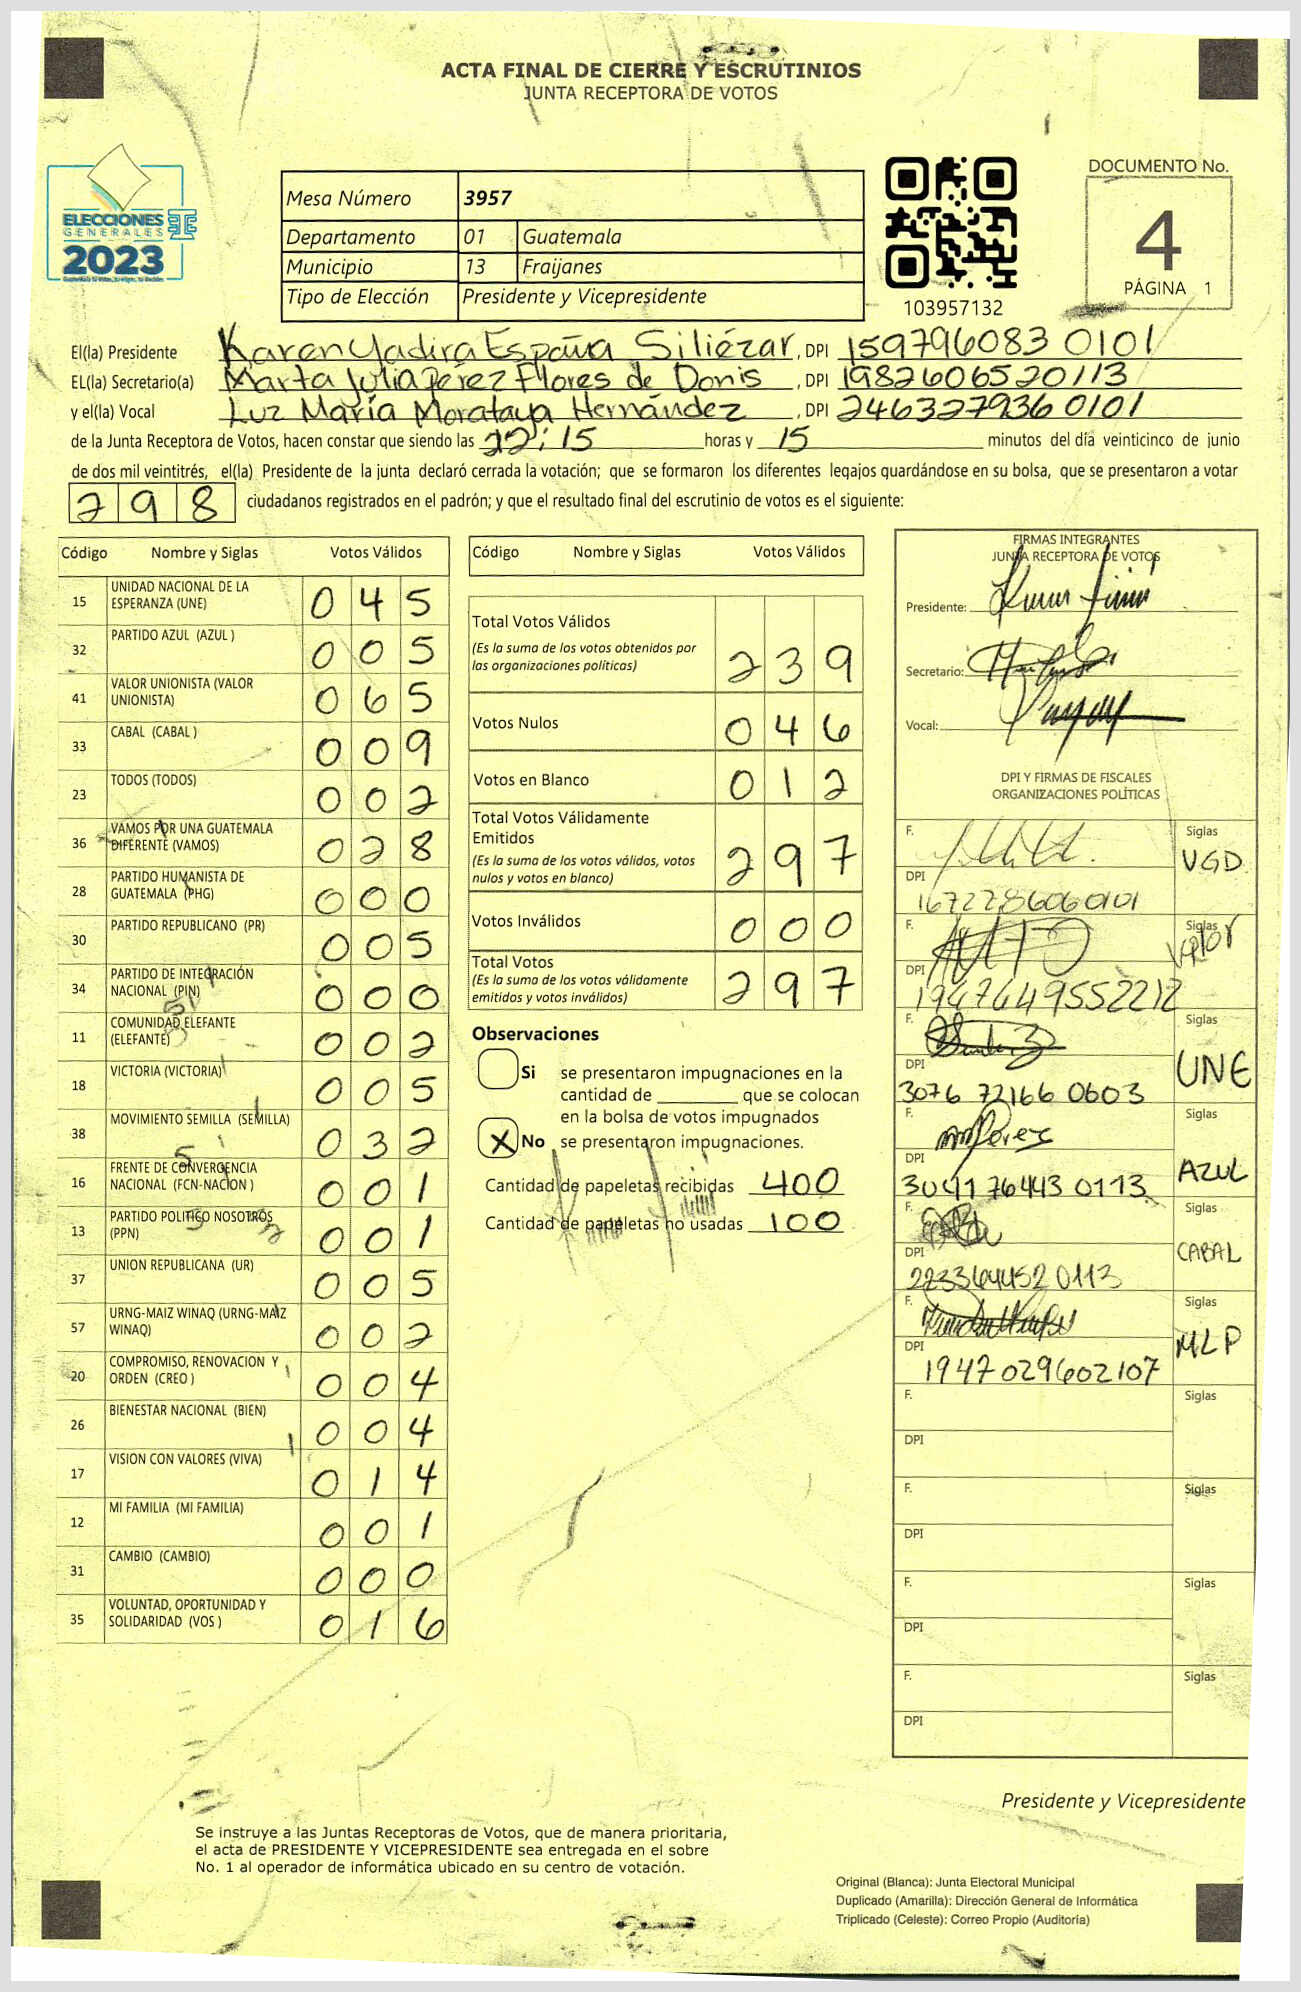 ACTA FINAL DE CIERRE Y ESCRUTINIOS
JUNTA RECEPTORA DE VOTOS
ELECCIONES
GENERALES
2023
Mesa Número 3957
Departamento 01 Guatemala
Municipio 13 Fraijanes
Tipo de Elección Presidente y Vicepresidente
103957132
DOCUMENTO No.
4
PÁGINA 1
El(la) Presidente Karen Yadira España Siliézar, DPI 159796083 0101
EL(la) Secretario(a) Marta Julia Pérez Flores de Donis, DPI 1982606520113
y el(la) Vocal Luz María Morataya Hernández, DPI 246327936 0101
de la Junta Receptora de Votos, hacen constar que siendo las 22:15 horas y 15 minutos del día veinticinco de junio
de dos mil veintitrés, el(la) Presidente de la junta declaró cerrada la votación; que se formaron los diferentes legajos guardándose en su bolsa, que se presentaron a votar
298 ciudadanos registrados en el padrón; y que el resultado final del escrutinio de votos es el siguiente:
Código Nombre y Siglas Votos Válidos
15 UNIDAD NACIONAL DE LA ESPERANZA (UNE) 045
32 PARTIDO AZUL (AZUL ) 005
41 VALOR UNIONISTA (VALOR UNIONISTA) 065
33 CABAL (CABAL ) 009
23 TODOS (TODOS) 002
36 VAMOS POR UNA GUATEMALA DIFERENTE (VAMOS) 028
28 PARTIDO HUMANISTA DE GUATEMALA (PHG) 000
30 PARTIDO REPUBLICANO (PR) 005
34 PARTIDO DE INTEGRACIÓN NACIONAL (PIN) 000
11 COMUNIDAD ELEFANTE (ELEFANTE) 002
18 VICTORIA (VICTORIA) 005
38 MOVIMIENTO SEMILLA (SEMILLA) 032
16 FRENTE DE CONVERGENCIA NACIONAL (FCN-NACION ) 001
13 PARTIDO POLITICO NOSOTROS (PPN) 001
37 UNION REPUBLICANA (UR) 005
57 URNG-MAIZ WINAQ (URNG-MAIZ WINAQ) 002
20 COMPROMISO, RENOVACION Y ORDEN (CREO ) 004
26 BIENESTAR NACIONAL (BIEN) 004
17 VISION CON VALORES (VIVA) 014
12 MI FAMILIA (MI FAMILIA) 001
31 CAMBIO (CAMBIO) 000
35 VOLUNTAD, OPORTUNIDAD Y SOLIDARIDAD (VOS ) 016
Código Nombre y Siglas Votos Válidos
Total Votos Válidos 239
(Es la suma de los votos obtenidos por
las organizaciones políticas)
Votos Nulos 046
Votos en Blanco 012
Total Votos Válidamente
Emitidos 297
(Es la suma de los votos válidos, votos
nulos y votos en blanco)
Votos Inválidos 000
Total Votos 297
(Es la suma de los votos válidamente
emitidos y votos inválidos)
Observaciones
Si se presentaron impugnaciones en la
cantidad de ________ que se colocan
en la bolsa de votos impugnados
X No se presentaron impugnaciones.
Cantidad de papeletas recibidas 400
Cantidad de papeletas no usadas 100
FIRMAS INTEGRANTES
JUNTA RECEPTORA DE VOTOS
Presidente:
Secretario:
Vocal:
DPI Y FIRMAS DE FISCALES
ORGANIZACIONES POLÍTICAS
F. Siglas VGD
DPI 1672278606 0101
F. Siglas Valor
DPI 1947649552212
F. Siglas UNE
DPI 3076 72166 0603
F. Siglas AZUL
DPI 3041 76443 0113
F. Siglas CABAL
DPI 223364452 0113
F. Siglas MLP
DPI 1947029602107
F. Siglas
DPI
F. Siglas
DPI
F. Siglas
DPI
F. Siglas
DPI
Presidente y Vicepresidente
Se instruye a las Juntas Receptoras de Votos, que de manera prioritaria,
el acta de PRESIDENTE Y VICEPRESIDENTE sea entregada en el sobre
No. 1 al operador de informática ubicado en su centro de votación.
Original (Blanca): Junta Electoral Municipal
Duplicado (Amarilla): Dirección General de Informática
Triplicado (Celeste): Correo Propio (Auditoría)